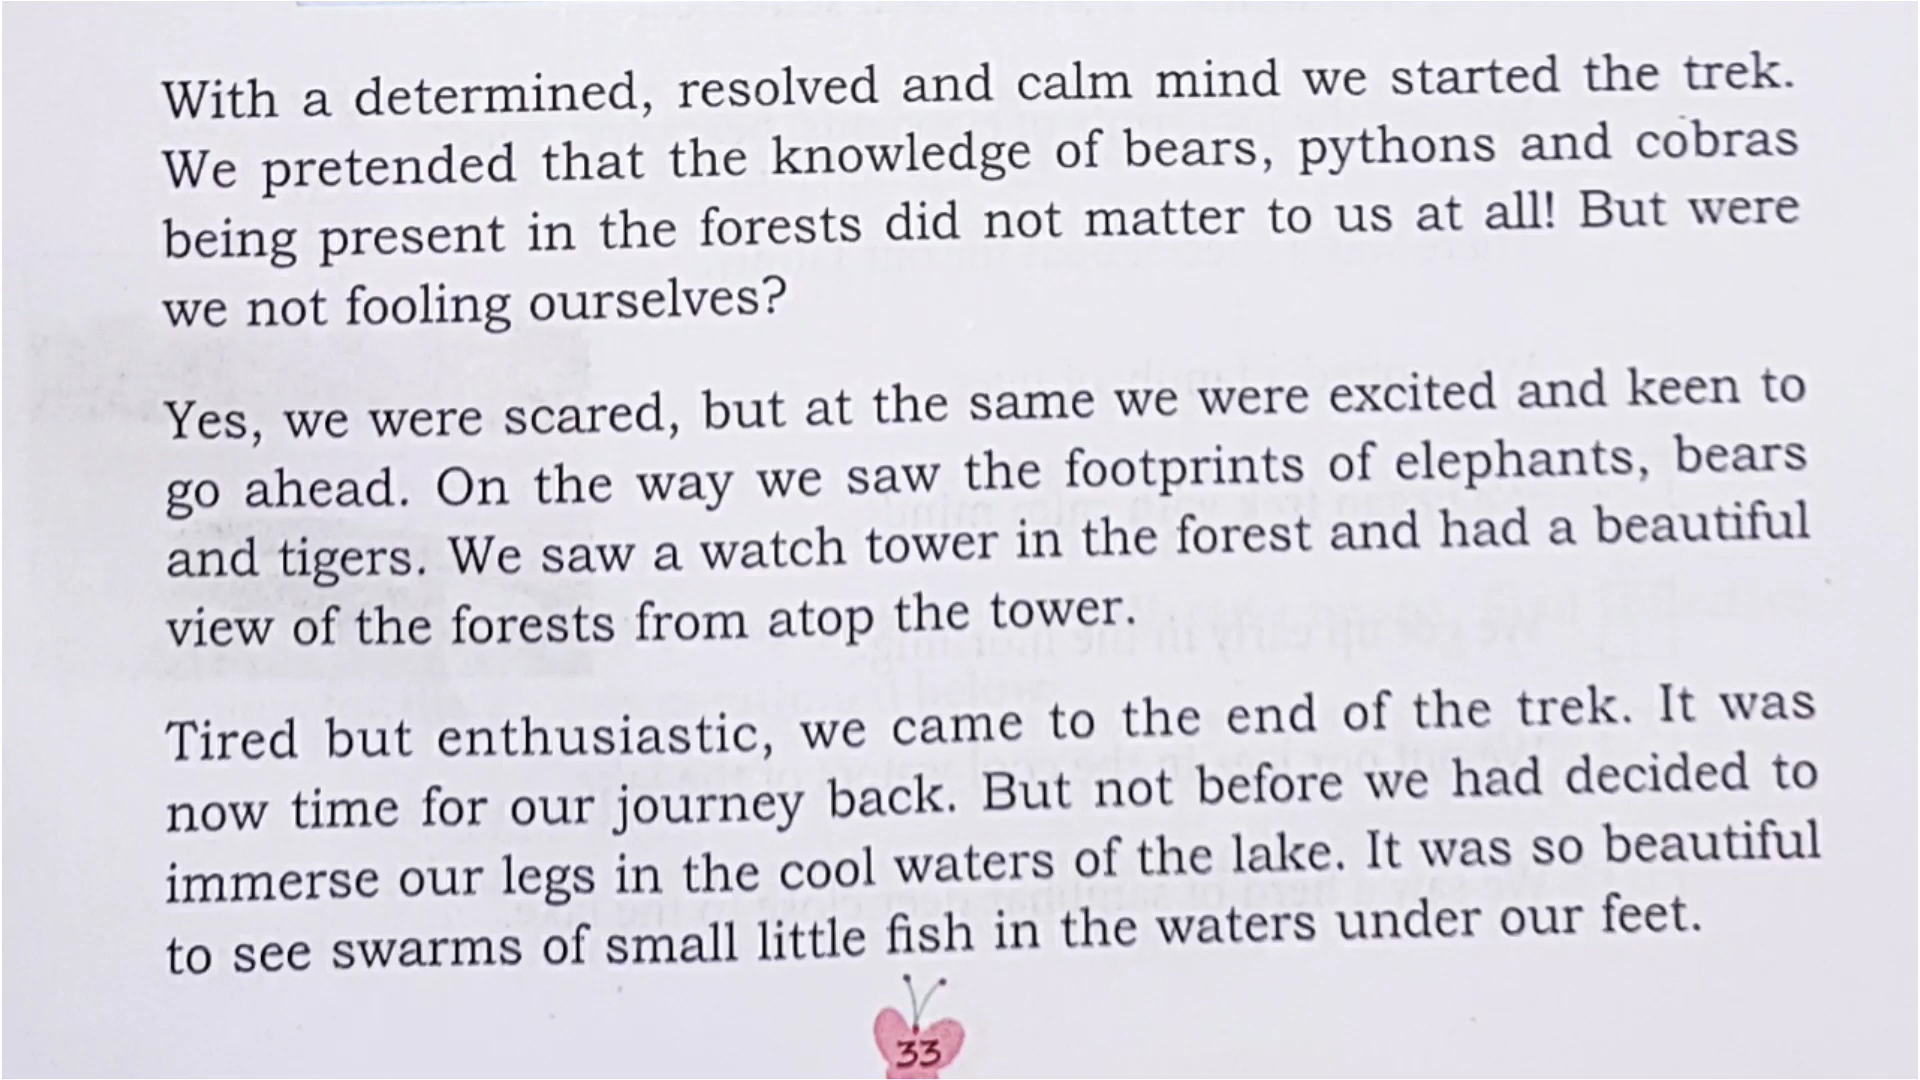 With a determined, resolved and calm mind we started the trek.
We pretended that the knowledge of bears, pythons and cobras
being present in the forests did not matter to us at all! But were
we not fooling ourselves?
Yes, we were scared, but at the same we were excited and keen to
go ahead. On the way we saw the footprints of elephants, bears
and tigers. We saw a watch tower in the forest and had a beautiful
view of the forests from atop the tower.
Tired but enthusiastic, we came to the end of the trek. It was
now time for our journey back. But not before we had decided to
immerse our legs in the cool waters of the lake. It was so beautiful
to see swarms of small little fish in the waters under our feet.
33